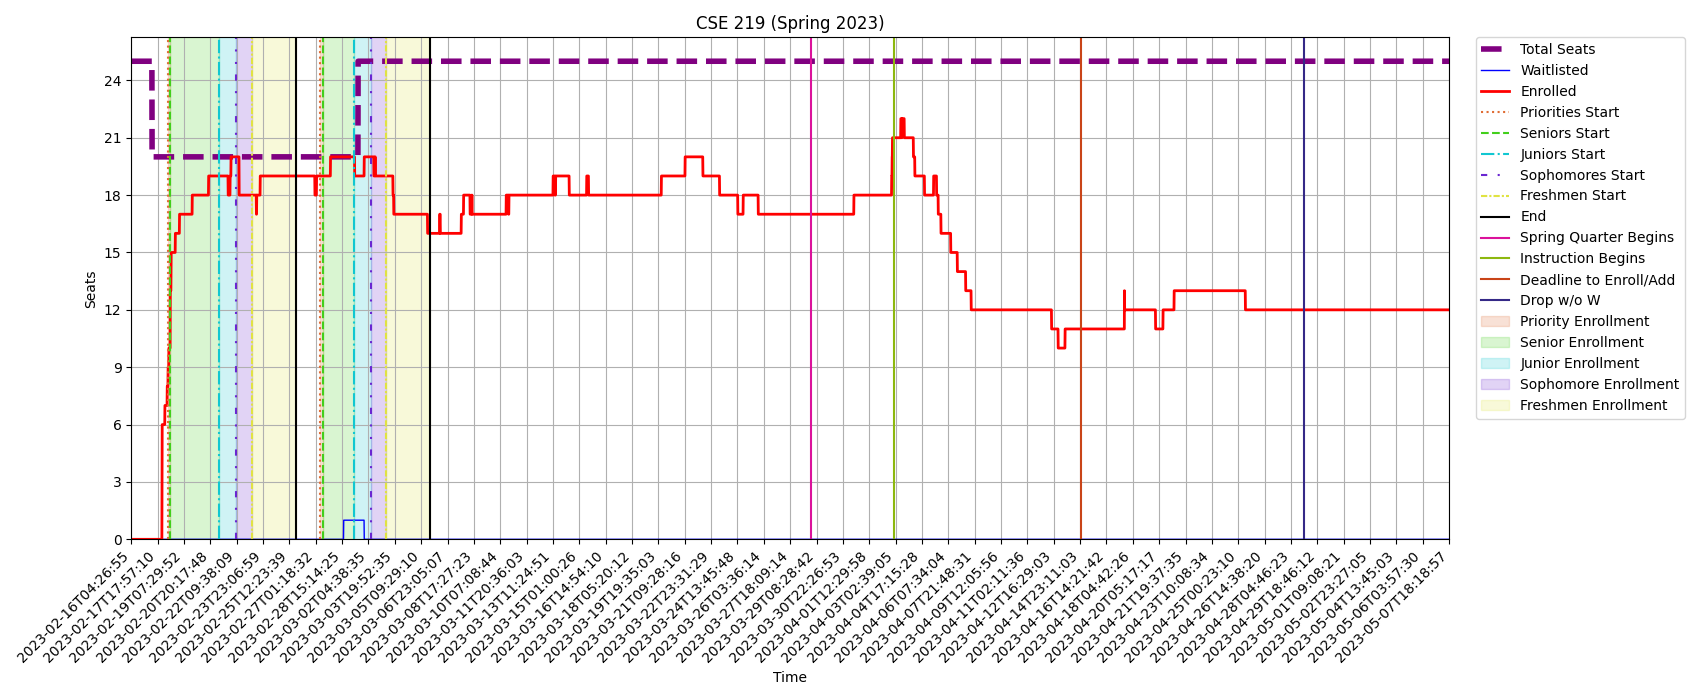 CSE 219 (Spring 2023)
Seats
24
21
18
15
12
9
6
3
0
2023-02-16T04:26:55
2023-02-17T17:57:10
2023-02-19T07:29:52
2023-02-20T20:17:48
2023-02-22T09:38:09
2023-02-23T23:06:59
2023-02-25T12:23:39
2023-02-27T01:18:32
2023-02-28T15:14:25
2023-03-02T04:38:35
2023-03-03T19:52:35
2023-03-05T09:29:10
2023-03-06T23:05:07
2023-03-08T17:27:23
2023-03-10T07:08:44
2023-03-11T20:36:03
2023-03-13T11:24:51
2023-03-15T01:00:26
2023-03-16T14:54:10
2023-03-18T05:20:12
2023-03-19T19:35:03
2023-03-21T09:28:16
2023-03-22T23:31:29
2023-03-24T13:45:48
2023-03-26T03:36:14
2023-03-27T18:09:14
2023-03-29T08:28:42
2023-03-30T22:26:53
2023-04-01T12:29:58
2023-04-03T02:39:05
2023-04-04T17:15:28
2023-04-06T07:34:04
2023-04-07T21:48:31
2023-04-09T12:05:56
2023-04-11T02:11:36
2023-04-12T16:29:03
2023-04-14T23:11:03
2023-04-16T14:21:42
2023-04-18T04:42:26
2023-04-20T05:17:17
2023-04-21T19:37:35
2023-04-23T10:08:34
2023-04-25T00:23:10
2023-04-26T14:38:20
2023-04-28T04:46:23
2023-04-29T18:46:12
2023-05-01T09:08:21
2023-05-02T23:27:05
2023-05-04T13:45:03
2023-05-06T03:57:30
2023-05-07T18:18:57
Time
Total Seats
Waitlisted
Enrolled
Priorities Start
Seniors Start
Juniors Start
Sophomores Start
Freshmen Start
End
Spring Quarter Begins
Instruction Begins
Deadline to Enroll/Add
Drop w/o W
Priority Enrollment
Senior Enrollment
Junior Enrollment
Sophomore Enrollment
Freshmen Enrollment